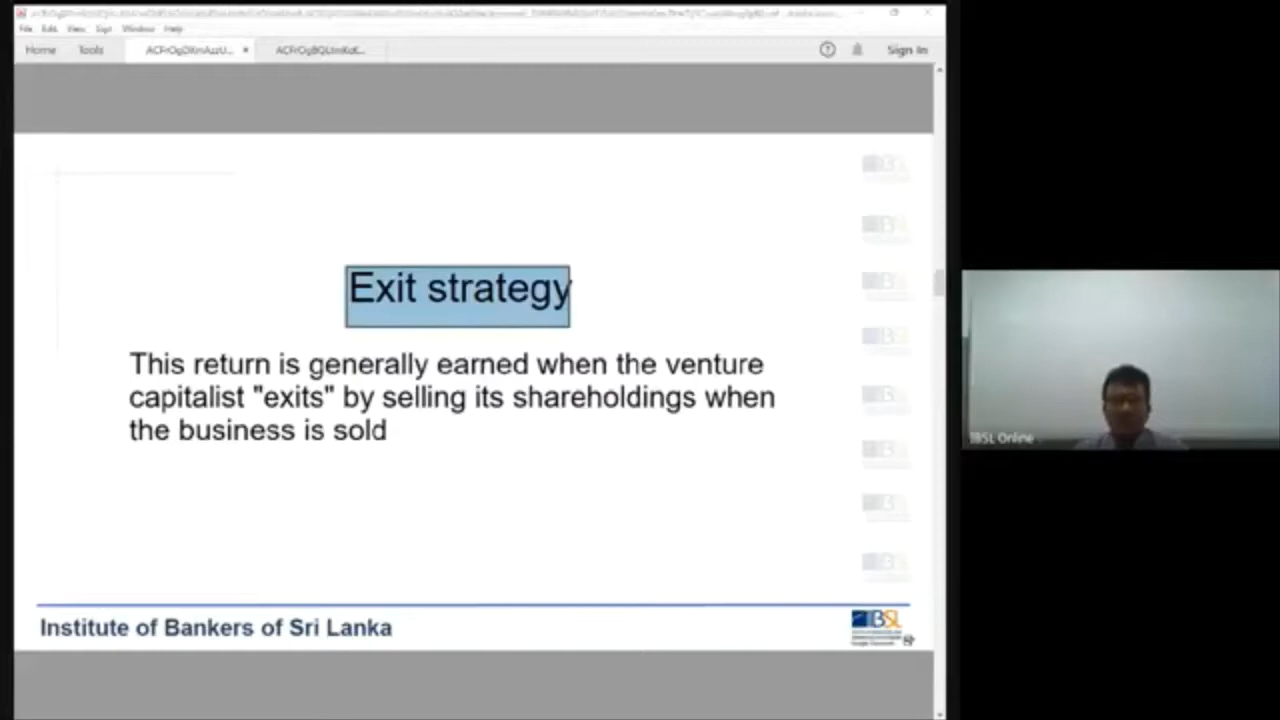 File Edit View Sign Window Help
Home Tools ACFrOgDXmAzzU... × Sign In
Exit strategy
This return is generally earned when the venture
capitalist "exits" by selling its shareholdings when
the business is sold
IBSL Online
Institute of Bankers of Sri Lanka
IBSL